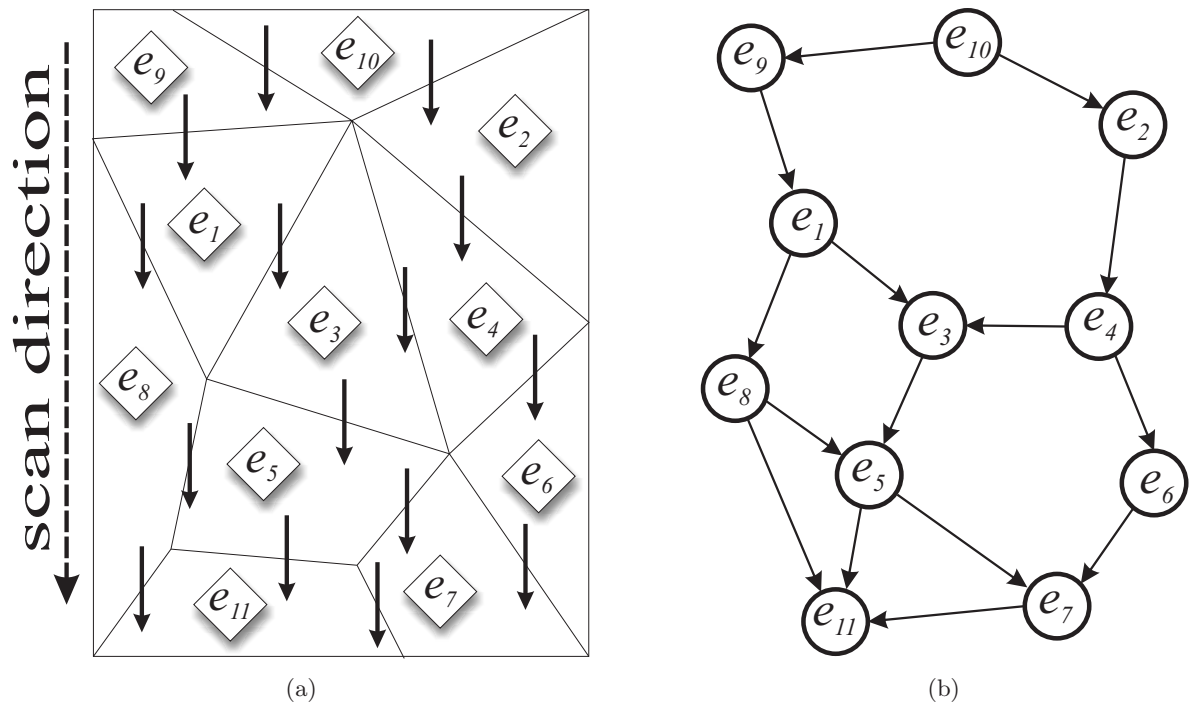 scan direction
e9
e10
e2
e1
e3
e4
e8
e5
e6
e11
e7
(a)
e10
e9
e2
e1
e3
e4
e8
e5
e6
e11
e7
(b)